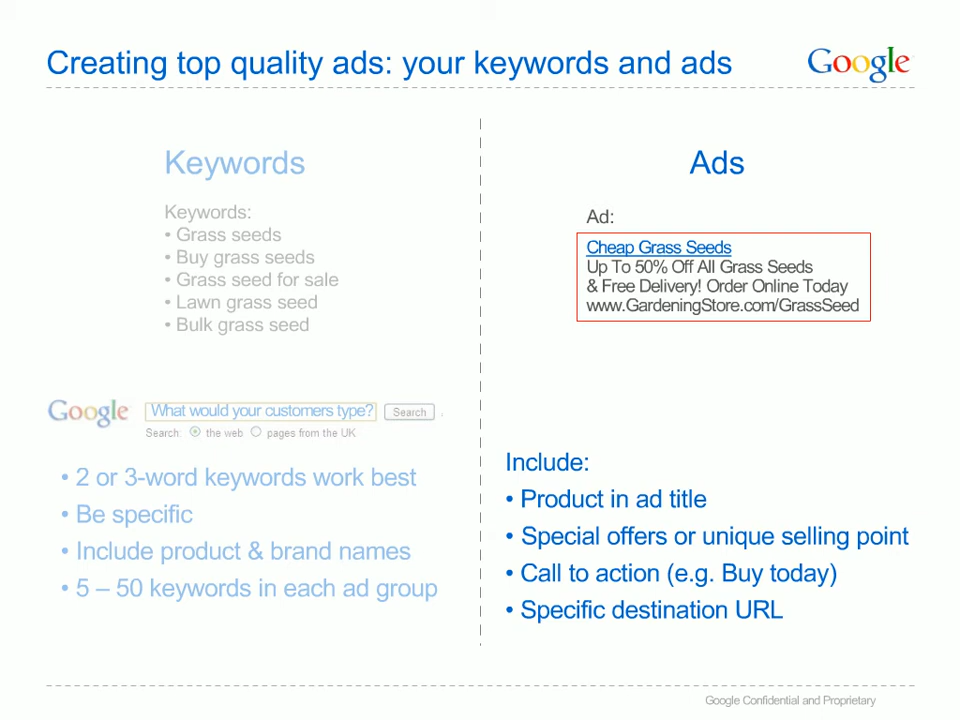 Creating top quality ads: your keywords and ads
Google
Keywords
Keywords:
• Grass seeds
• Buy grass seeds
• Grass seed for sale
• Lawn grass seed
• Bulk grass seed
Google What would your customers type? Search
Search: the web pages from the UK
• 2 or 3-word keywords work best
• Be specific
• Include product & brand names
• 5 – 50 keywords in each ad group
Ads
Ad:
Cheap Grass Seeds
Up To 50% Off All Grass Seeds
& Free Delivery! Order Online Today
www.GardeningStore.com/GrassSeed
Include:
• Product in ad title
• Special offers or unique selling point
• Call to action (e.g. Buy today)
• Specific destination URL
Google Confidential and Proprietary